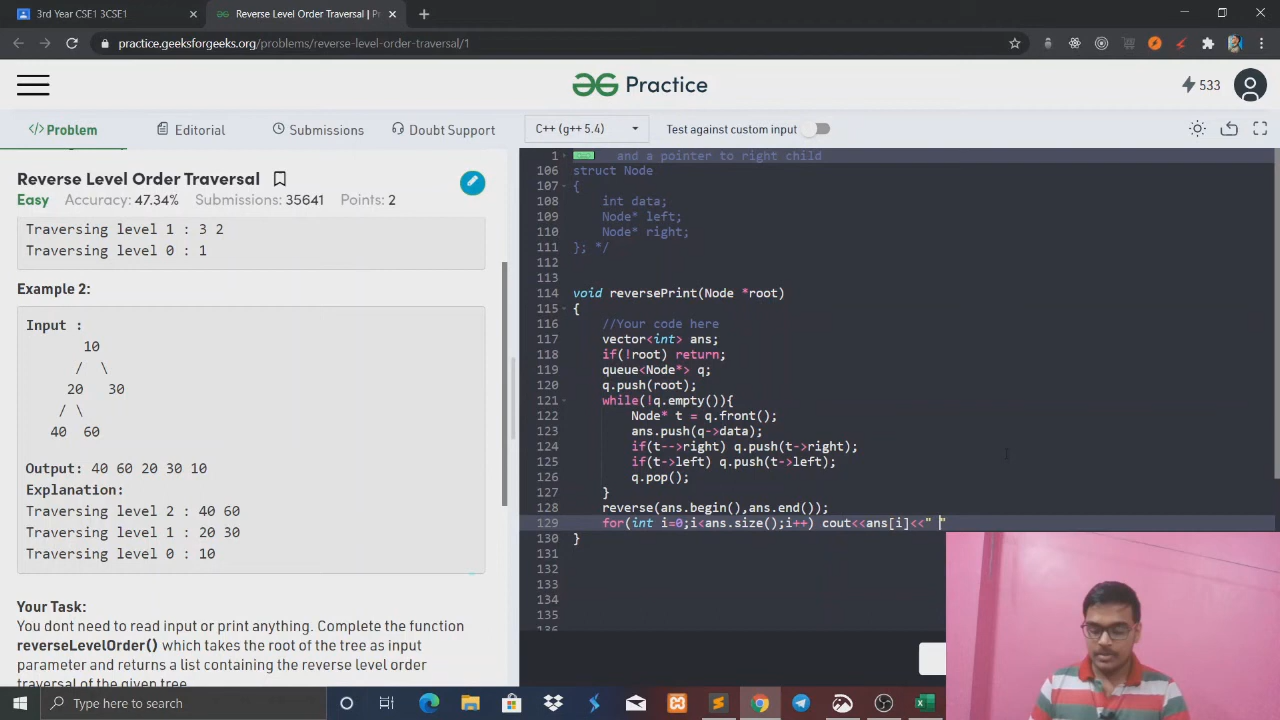 3rd Year CSE1 3CSE1
Reverse Level Order Traversal | P
practice.geeksforgeeks.org/problems/reverse-level-order-traversal/1
Practice
533
Problem
Editorial
Submissions
Doubt Support
C++ (g++ 5.4)
Test against custom input
Reverse Level Order Traversal
Easy Accuracy: 47.34% Submissions: 35641 Points: 2
Traversing level 1 : 3 2
Traversing level 0 : 1
Example 2:
Input :
10
/ \
20 30
/ \
40 60
Output: 40 60 20 30 10
Explanation:
Traversing level 2 : 40 60
Traversing level 1 : 20 30
Traversing level 0 : 10
Your Task:
You dont need to read input or print anything. Complete the function
reverseLevelOrder() which takes the root of the tree as input
parameter and returns a list containing the reverse level order
traversal of the given tree.
1 and a pointer to right child
106 struct Node
107 {
108 int data;
109 Node* left;
110 Node* right;
111 }; */
112
113
114 void reversePrint(Node *root)
115 {
116 //Your code here
117 vector<int> ans;
118 if(!root) return;
119 queue<Node*> q;
120 q.push(root);
121 while(!q.empty()){
122 Node* t = q.front();
123 ans.push(q->data);
124 if(t-->right) q.push(t->right);
125 if(t->left) q.push(t->left);
126 q.pop();
127 }
128 reverse(ans.begin(),ans.end());
129 for(int i=0;i<ans.size();i++) cout<<ans[i]<<" "
130 }
131
132
133
134
135
136
Type here to search